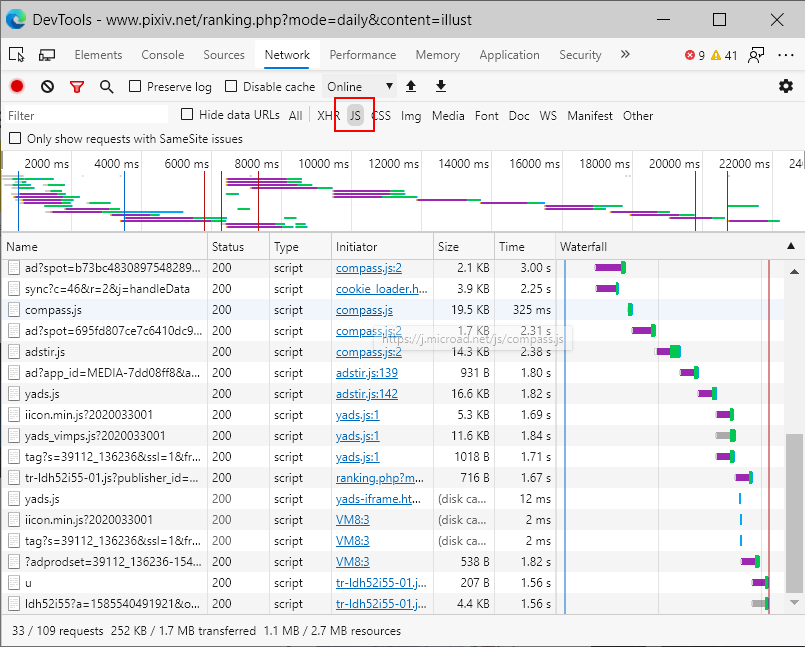 DevTools - www.pixiv.net/ranking.php?mode=daily&content=illust
Elements Console Sources Network Performance Memory Application Security » 9 41
Preserve log Disable cache Online
Filter Hide data URLs All XHR JS CSS Img Media Font Doc WS Manifest Other
Only show requests with SameSite issues
2000 ms 4000 ms 6000 ms 8000 ms 10000 ms 12000 ms 14000 ms 16000 ms 18000 ms 20000 ms 22000 ms 240
Name Status Type Initiator Size Time Waterfall
ad?spot=b73bc4830897548289... 200 script compass.js:2 2.1 KB 3.00 s
sync?c=46&r=2&j=handleData 200 script cookie_loader.h... 3.9 KB 2.25 s
compass.js 200 script compass.js 19.5 KB 325 ms
ad?spot=695fd807ce7c6410dc9... 200 script compass.js:2 1.7 KB 2.31 s
https://j.microad.net/js/compass.js
adstir.js 200 script compass.js:2 14.3 KB 2.38 s
ad?app_id=MEDIA-7dd08ff8&a... 200 script adstir.js:139 931 B 1.80 s
yads.js 200 script adstir.js:142 16.6 KB 1.82 s
iicon.min.js?2020033001 200 script yads.js:1 5.3 KB 1.69 s
yads_vimps.js?2020033001 200 script yads.js:1 11.6 KB 1.84 s
tag?s=39112_136236&ssl=1&fr... 200 script yads.js:1 1018 B 1.71 s
tr-ldh52i55-01.js?publisher_id=... 200 script ranking.php?m... 716 B 1.67 s
yads.js 200 script yads-iframe.ht... (disk ca... 12 ms
iicon.min.js?2020033001 200 script VM8:3 (disk ca... 2 ms
tag?s=39112_136236&ssl=1&fr... 200 script VM8:3 (disk ca... 2 ms
?adprodset=39112_136236-154... 200 script VM8:3 538 B 1.82 s
u 200 script tr-ldh52i55-01.j... 207 B 1.56 s
ldh52i55?a=1585540491921&o... 200 script tr-ldh52i55-01.j... 4.4 KB 1.56 s
33 / 109 requests 252 KB / 1.7 MB transferred 1.1 MB / 2.7 MB resources